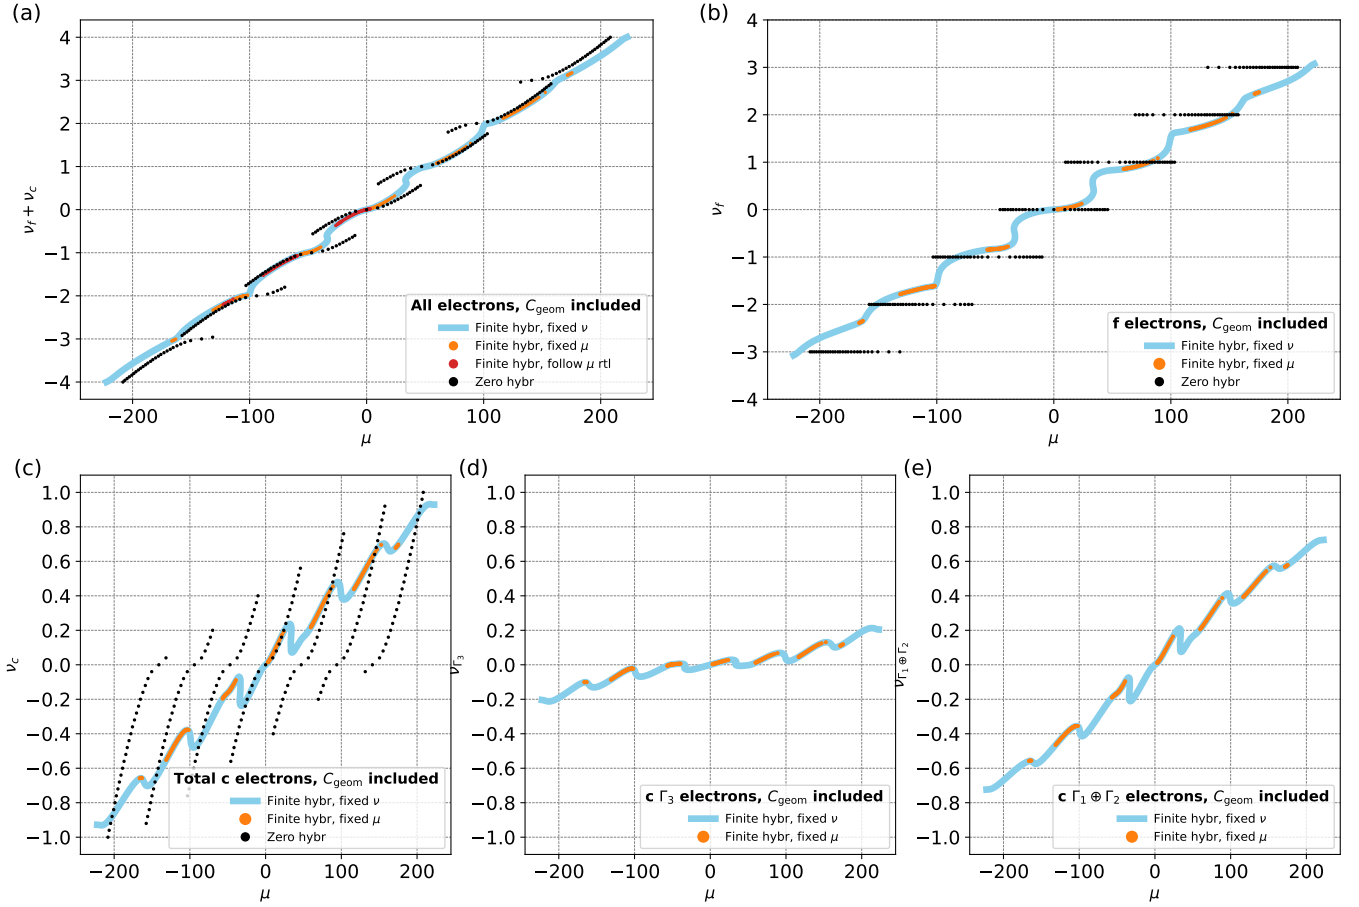 (a)
4
3
2
1
0
−1
−2
−3
−4
ν_f + ν_c
−200 −100 0 100 200
μ
All electrons, C_geom included
Finite hybr, fixed ν
Finite hybr, fixed μ
Finite hybr, follow μ rtl
Zero hybr
(b)
4
3
2
1
0
−1
−2
−3
−4
ν_f
−200 −100 0 100 200
μ
f electrons, C_geom included
Finite hybr, fixed ν
Finite hybr, fixed μ
Zero hybr
(c)
1.0
0.8
0.6
0.4
0.2
0.0
−0.2
−0.4
−0.6
−0.8
−1.0
ν_c
−200 −100 0 100 200
μ
Total c electrons, C_geom included
Finite hybr, fixed ν
Finite hybr, fixed μ
Zero hybr
(d)
1.0
0.8
0.6
0.4
0.2
0.0
−0.2
−0.4
−0.6
−0.8
−1.0
ν_Γ₃
−200 −100 0 100 200
μ
c Γ₃ electrons, C_geom included
Finite hybr, fixed ν
Finite hybr, fixed μ
(e)
1.0
0.8
0.6
0.4
0.2
0.0
−0.2
−0.4
−0.6
−0.8
−1.0
ν_Γ₁⊕Γ₂
−200 −100 0 100 200
μ
c Γ₁ ⊕ Γ₂ electrons, C_geom included
Finite hybr, fixed ν
Finite hybr, fixed μ